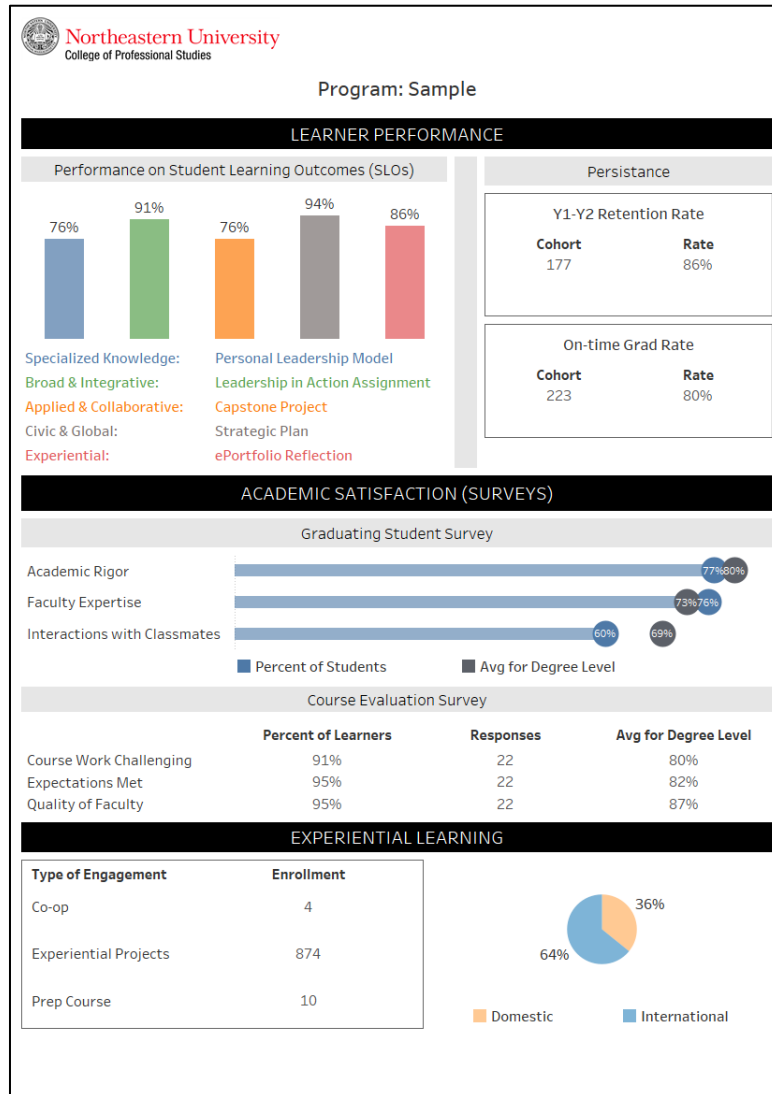 Northeastern University
College of Professional Studies
Program: Sample
LEARNER PERFORMANCE
Performance on Student Learning Outcomes (SLOs)
76%
91%
76%
94%
86%
Specialized Knowledge: Personal Leadership Model
Broad & Integrative: Leadership in Action Assignment
Applied & Collaborative: Capstone Project
Civic & Global: Strategic Plan
Experiential: ePortfolio Reflection
Persistance
Y1-Y2 Retention Rate
Cohort Rate
177 86%
On-time Grad Rate
Cohort Rate
223 80%
ACADEMIC SATISFACTION (SURVEYS)
Graduating Student Survey
Academic Rigor 77% 80%
Faculty Expertise 73% 76%
Interactions with Classmates 60% 69%
Percent of Students Avg for Degree Level
Course Evaluation Survey
Percent of Learners Responses Avg for Degree Level
Course Work Challenging 91% 22 80%
Expectations Met 95% 22 82%
Quality of Faculty 95% 22 87%
EXPERIENTIAL LEARNING
Type of Engagement Enrollment
Co-op 4
Experiential Projects 874
Prep Course 10
36%
64%
Domestic International